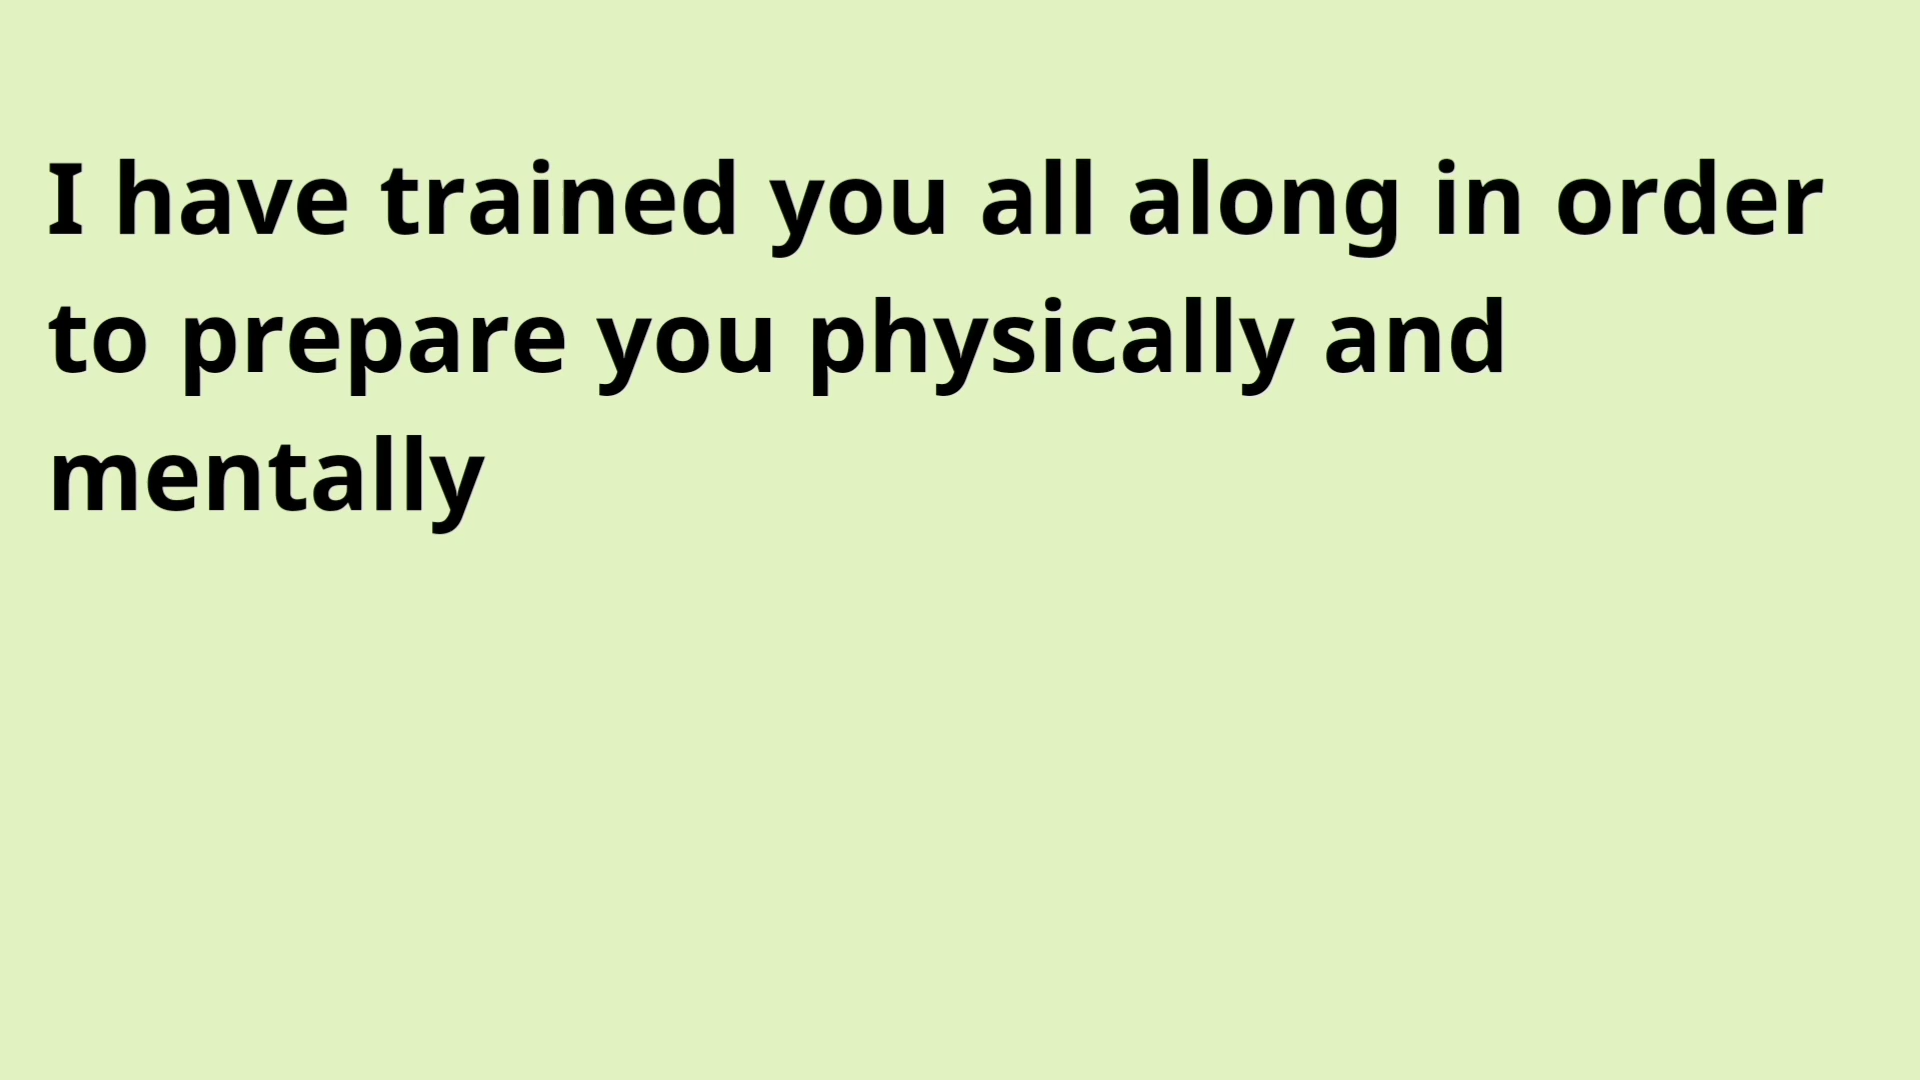 I have trained you all along in order
to prepare you physically and
mentally